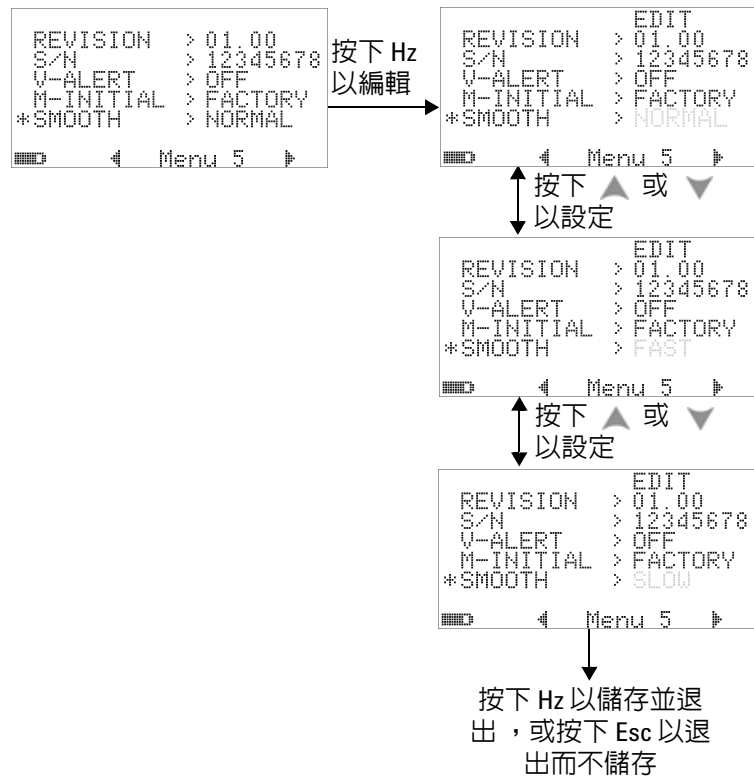 REVISION > 01.00
S/N > 12345678
V-ALERT > OFF
M-INITIAL > FACTORY
*SMOOTH > NORMAL
Menu 5
按下 Hz
以編輯
EDIT
REVISION > 01.00
S/N > 12345678
V-ALERT > OFF
M-INITIAL > FACTORY
*SMOOTH > NORMAL
Menu 5
按下 ▲ 或 ▼
以設定
EDIT
REVISION > 01.00
S/N > 12345678
V-ALERT > OFF
M-INITIAL > FACTORY
*SMOOTH > FAST
Menu 5
按下 ▲ 或 ▼
以設定
EDIT
REVISION > 01.00
S/N > 12345678
V-ALERT > OFF
M-INITIAL > FACTORY
*SMOOTH > SLOW
Menu 5
按下 Hz 以儲存並退
出 ，或按下 Esc 以退
出而不儲存